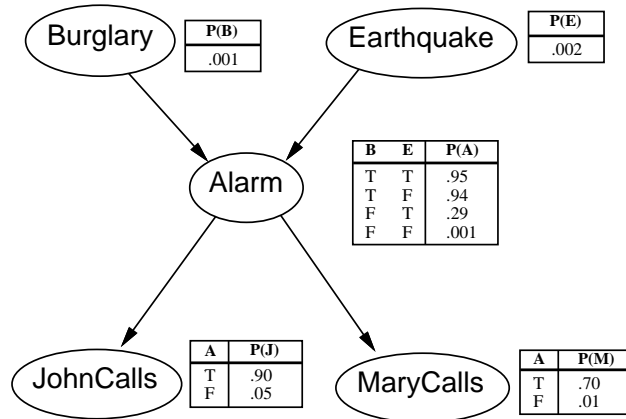 Burglary
P(B)
.001
Earthquake
P(E)
.002
Alarm
B E P(A)
T T .95
T F .94
F T .29
F F .001
JohnCalls
A P(J)
T .90
F .05
MaryCalls
A P(M)
T .70
F .01